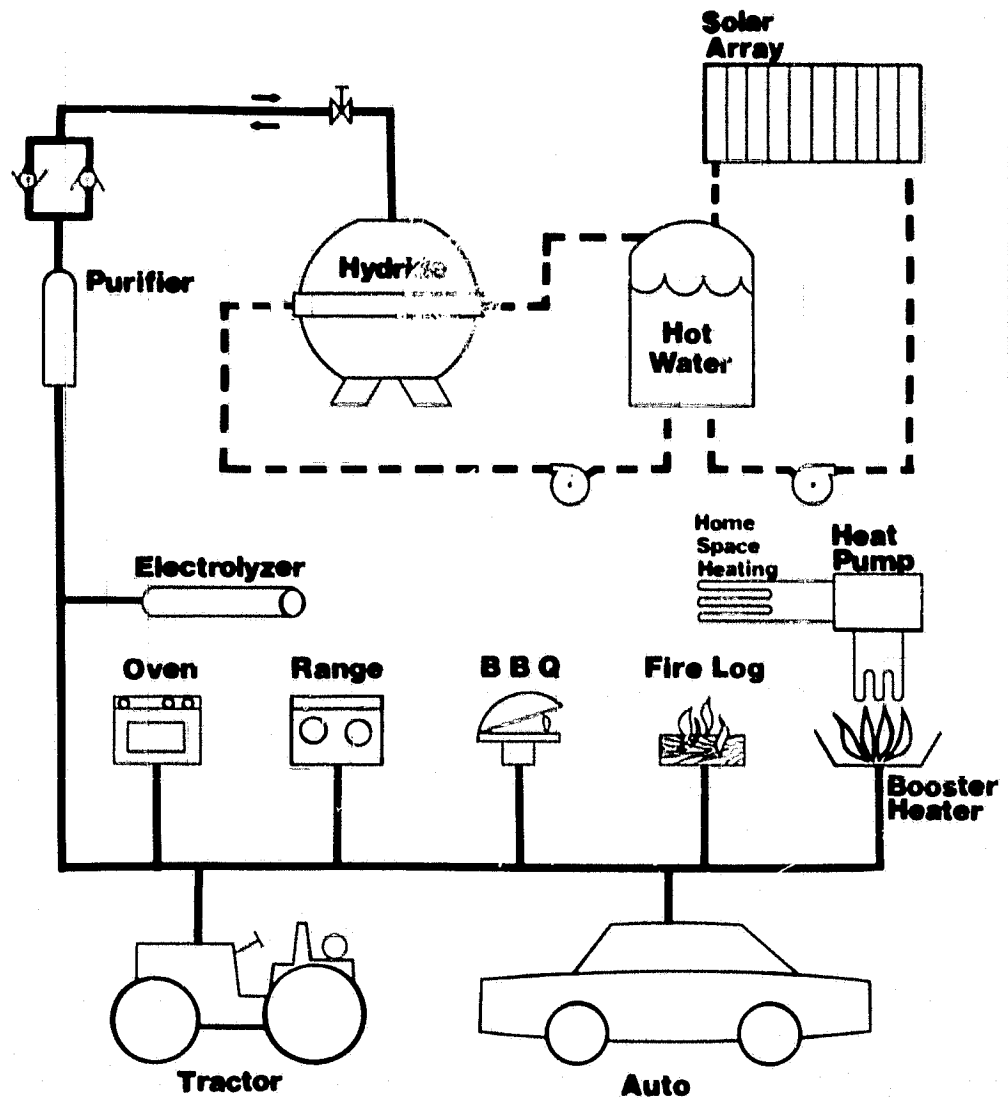 Solar
Array
Hydride
Purifier
Hot
Water
Home
Space
Heating
Heat
Pump
Electrolyzer
Oven
Range
B B Q
Fire Log
Booster
Heater
Tractor
Auto